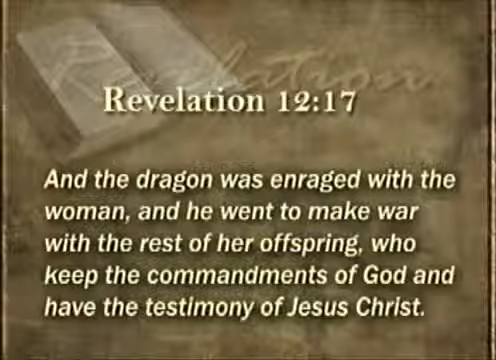 Revelation
Revelation 12:17
And the dragon was enraged with the
woman, and he went to make war
with the rest of her offspring, who
keep the commandments of God and
have the testimony of Jesus Christ.